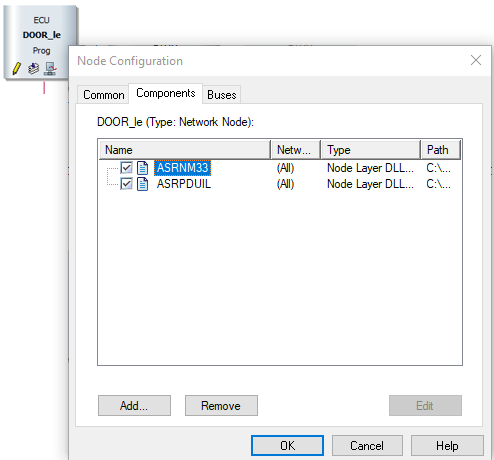 ECU
DOOR_le
Prog
Node Configuration
Common
Components
Buses
DOOR_le (Type: Network Node):
Name Netw... Type Path
ASRNM33 (All) Node Layer DLL... C:\...
ASRPDUIL (All) Node Layer DLL... C:\...
Add... Remove Edit
OK Cancel Help